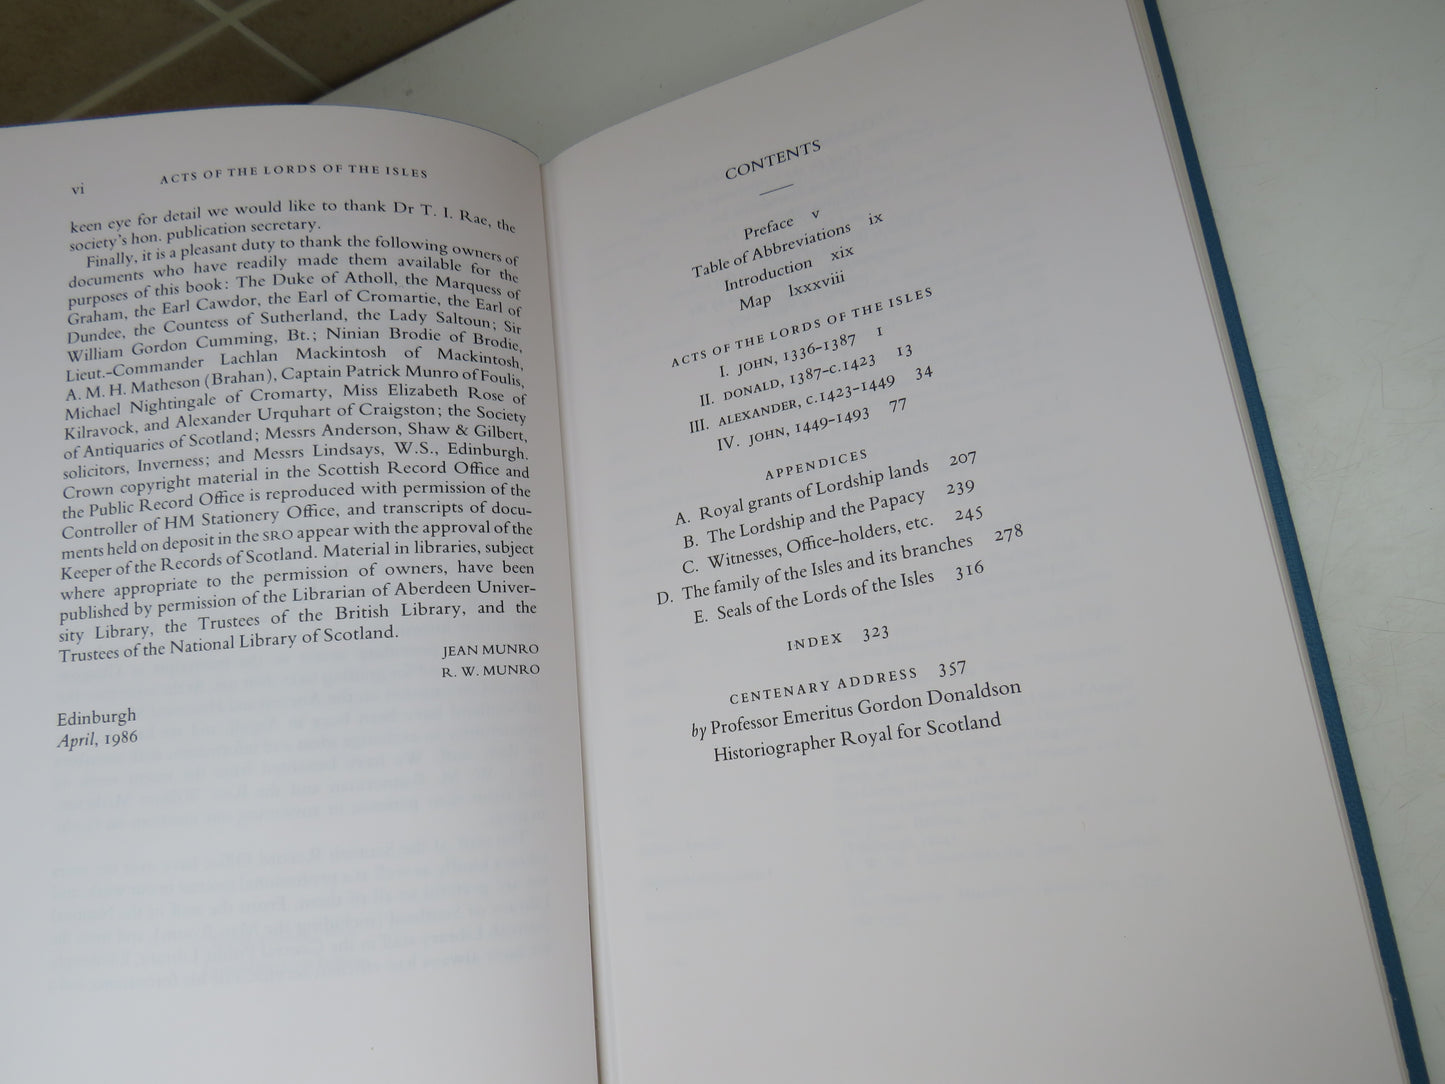 vi
ACTS OF THE LORDS OF THE ISLES
keen eye for detail we would like to thank Dr T. I. Rae, the
society's hon. publication secretary.
Finally, it is a pleasant duty to thank the following owners of
documents who have readily made them available for the
purposes of this book: The Duke of Atholl, the Marquess of
Graham, the Earl Cawdor, the Earl of Cromartie, the Earl of
Dundee, the Countess of Sutherland, the Lady Saltoun; Sir
William Gordon Cumming, Bt.; Ninian Brodie of Brodie,
Lieut.-Commander Lachlan Mackintosh of Mackintosh,
A. M. H. Matheson (Brahan), Captain Patrick Munro of Foulis,
Michael Nightingale of Cromarty, Miss Elizabeth Rose of
Kilravock, and Alexander Urquhart of Craigston; the Society
of Antiquaries of Scotland; Messrs Anderson, Shaw & Gilbert,
solicitors, Inverness; and Messrs Lindsays, W.S., Edinburgh.
Crown copyright material in the Scottish Record Office and
the Public Record Office is reproduced with permission of the
Controller of HM Stationery Office, and transcripts of docu-
ments held on deposit in the SRO appear with the approval of the
Keeper of the Records of Scotland. Material in libraries, subject
where appropriate to the permission of owners, have been
published by permission of the Librarian of Aberdeen Univer-
sity Library, the Trustees of the British Library, and the
Trustees of the National Library of Scotland.
JEAN MUNRO
R. W. MUNRO
Edinburgh
April, 1986
CONTENTS
Preface v
Table of Abbreviations ix
Introduction xix
Map lxxxviii
ACTS OF THE LORDS OF THE ISLES
I. JOHN, 1336–1387 1
II. DONALD, 1387–c.1423 13
III. ALEXANDER, c.1423–1449 34
IV. JOHN, 1449–1493 77
APPENDICES
A. Royal grants of Lordship lands 207
B. The Lordship and the Papacy 239
C. Witnesses, Office-holders, etc. 245
D. The family of the Isles and its branches 278
E. Seals of the Lords of the Isles 316
INDEX 323
CENTENARY ADDRESS 357
by Professor Emeritus Gordon Donaldson
Historiographer Royal for Scotland